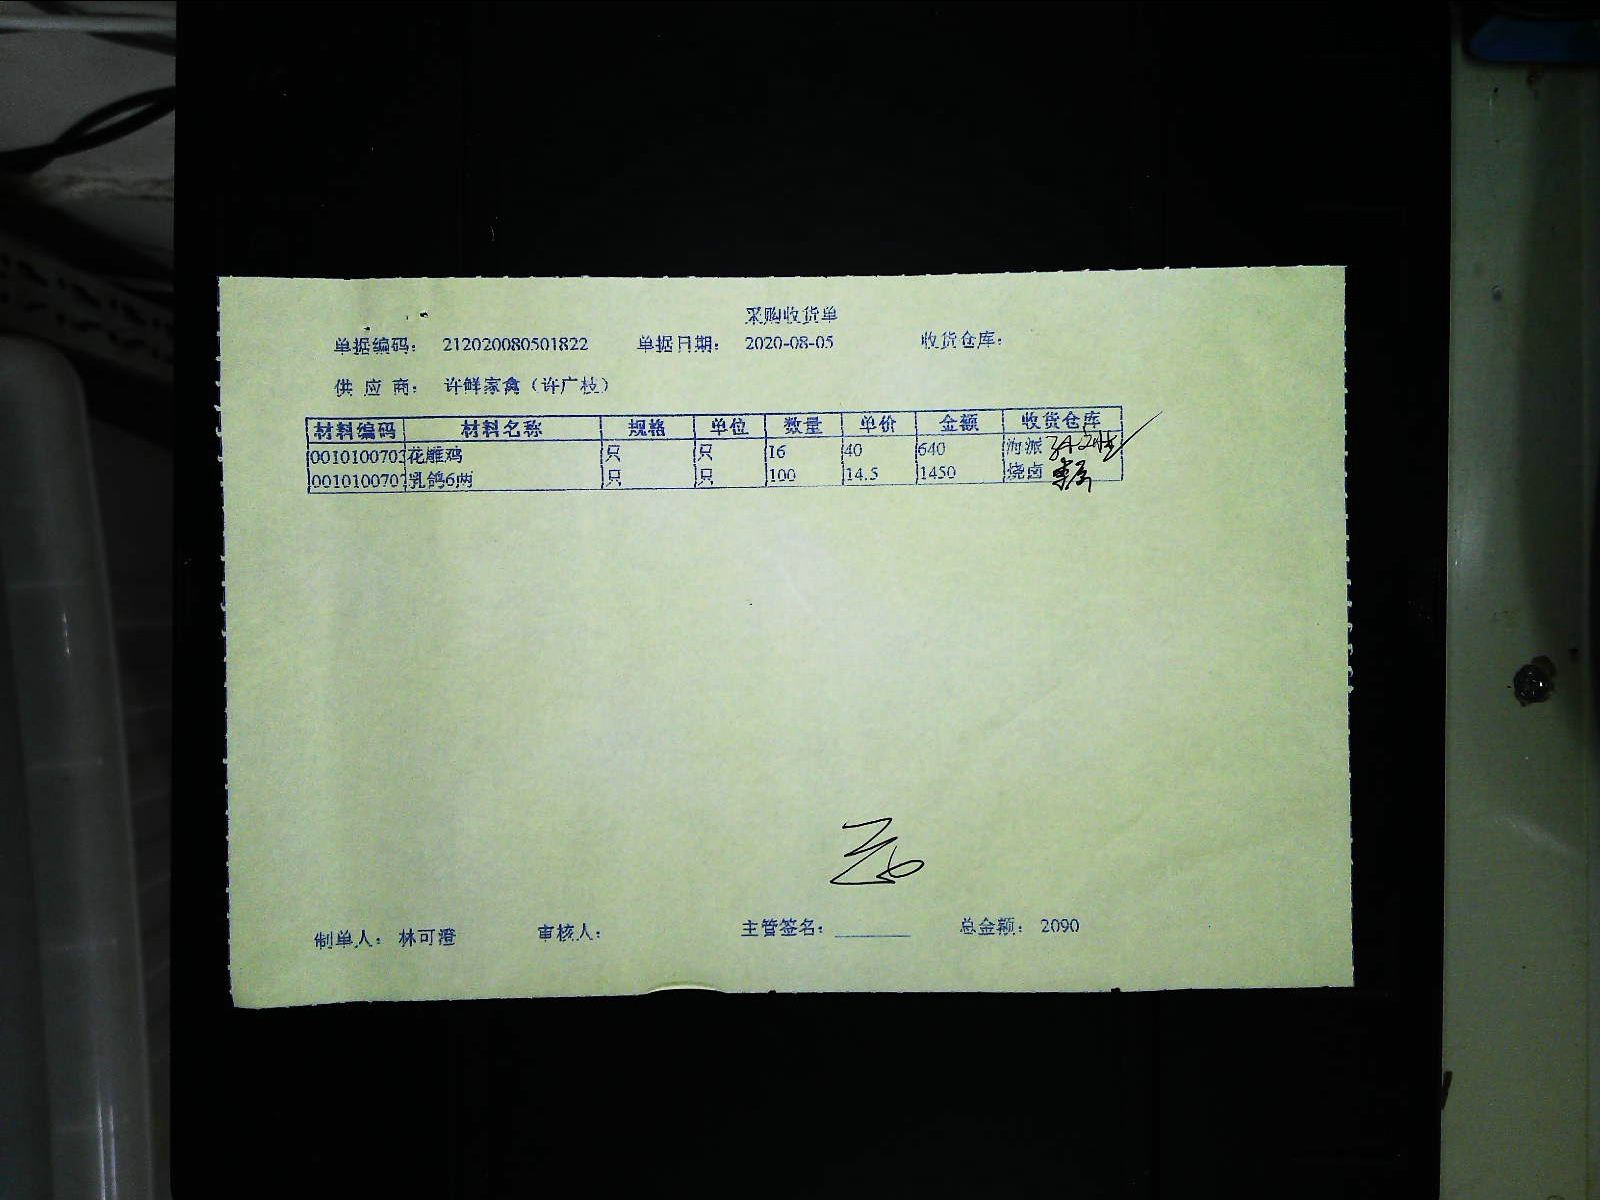 采购收货单
单据编码： 212020080501822 单据日期： 2020-08-05 收货仓库：
供 应 商： 许鲜家禽（许广枝）
材料编码 材料名称 规格 单位 数量 单价 金额 收货仓库
001010070 花雕鸡 只 只 16 40 640 海派
001010070 乳鸽6两 只 只 100 14.5 1450 烧卤
制单人： 林可澄 审核人： 主管签名： 总金额： 2090